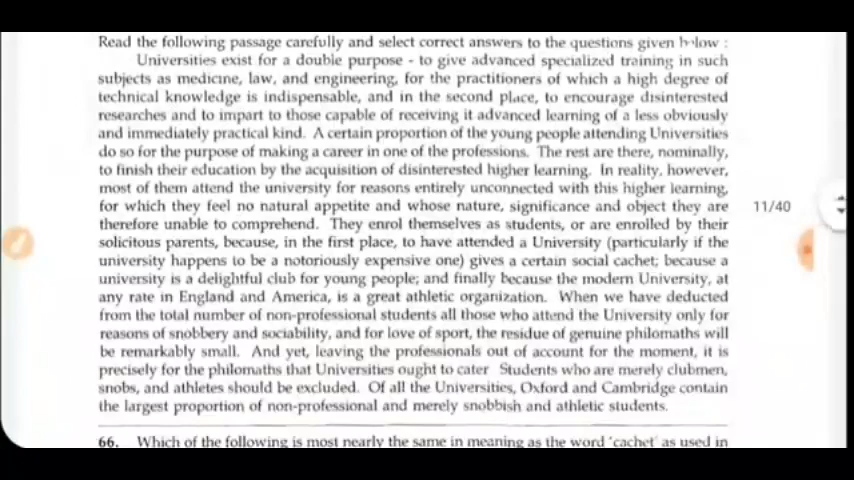 Read the following passage carefully and select correct answers to the questions given below :
Universities exist for a double purpose - to give advanced specialized training in such
subjects as medicine, law, and engineering, for the practitioners of which a high degree of
technical knowledge is indispensable, and in the second place, to encourage disinterested
researches and to impart to those capable of receiving it advanced learning of a less obviously
and immediately practical kind. A certain proportion of the young people attending Universities
do so for the purpose of making a career in one of the professions. The rest are there, nominally,
to finish their education by the acquisition of disinterested higher learning. In reality, however,
most of them attend the university for reasons entirely unconnected with this higher learning,
for which they feel no natural appetite and whose nature, significance and object they are
therefore unable to comprehend. They enrol themselves as students, or are enrolled by their
solicitous parents, because, in the first place, to have attended a University (particularly if the
university happens to be a notoriously expensive one) gives a certain social cachet; because a
university is a delightful club for young people; and finally because the modern University, at
any rate in England and America, is a great athletic organization. When we have deducted
from the total number of non-professional students all those who attend the University only for
reasons of snobbery and sociability, and for love of sport, the residue of genuine philomaths will
be remarkably small. And yet, leaving the professionals out of account for the moment, it is
precisely for the philomaths that Universities ought to cater Students who are merely clubmen,
snobs, and athletes should be excluded. Of all the Universities, Oxford and Cambridge contain
the largest proportion of non-professional and merely snobbish and athletic students.
11/40
66. Which of the following is most nearly the same in meaning as the word 'cachet' as used in